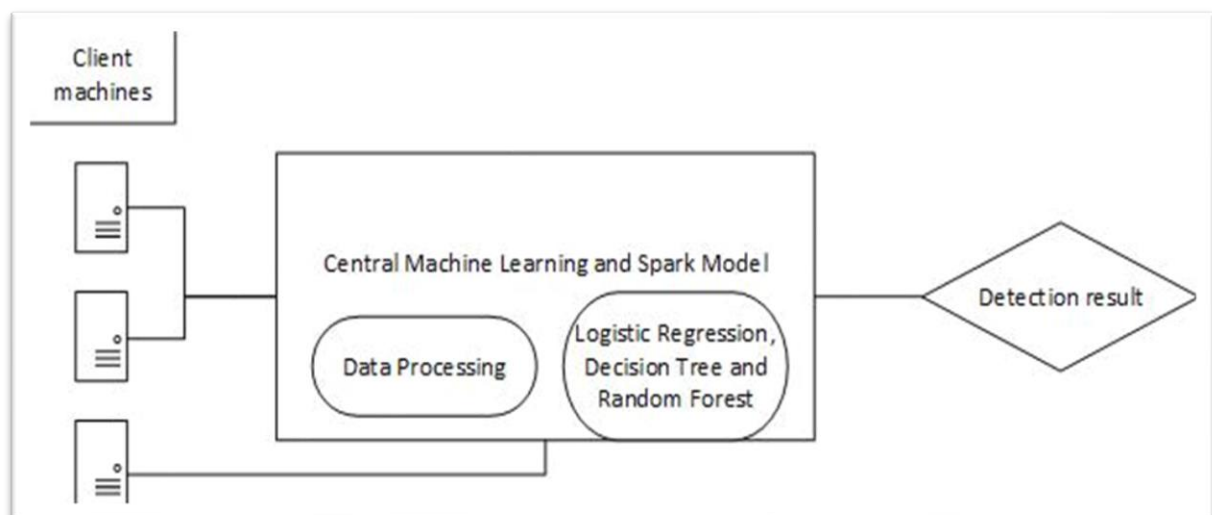 Client
machines
Central Machine Learning and Spark Model
Data Processing
Logistic Regression,
Decision Tree and
Random Forest
Detection result